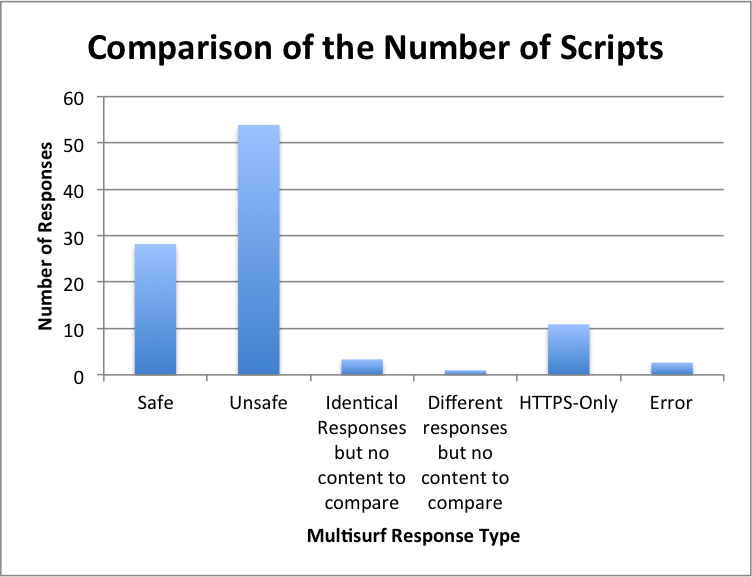 Comparison of the Number of Scripts
Number of Responses
60
50
40
30
20
10
0
Safe
Unsafe
Identical
Responses
but no
content to
compare
Different
responses
but no
content to
compare
HTTPS-Only
Error
Multisurf Response Type